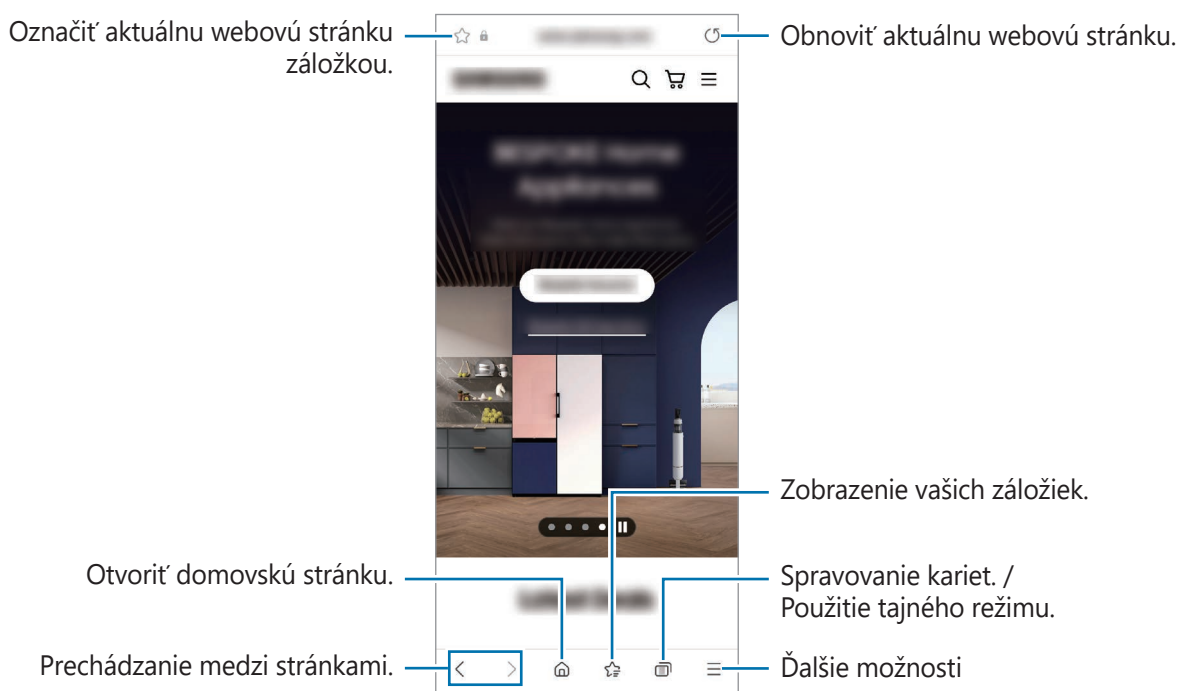 Označiť aktuálnu webovú stránku
záložkou.
Obnoviť aktuálnu webovú stránku.
Zobrazenie vašich záložiek.
Otvoriť domovskú stránku.
Spravovanie kariet. /
Použitie tajného režimu.
Prechádzanie medzi stránkami.
Ďalšie možnosti